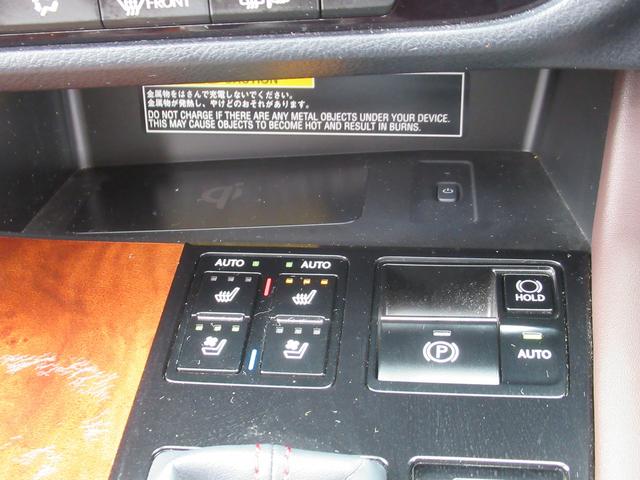 FRONT
CAUTION
金属物をはさんで充電しないでください。
金属物が発熱し、やけどのおそれがあります。
DO NOT CHARGE IF THERE ARE ANY METAL OBJECTS UNDER YOUR DEVICE.
THIS MAY CAUSE OBJECTS TO BECOME HOT AND RESULT IN BURNS.
qi
AUTO AUTO
HOLD
P
AUTO